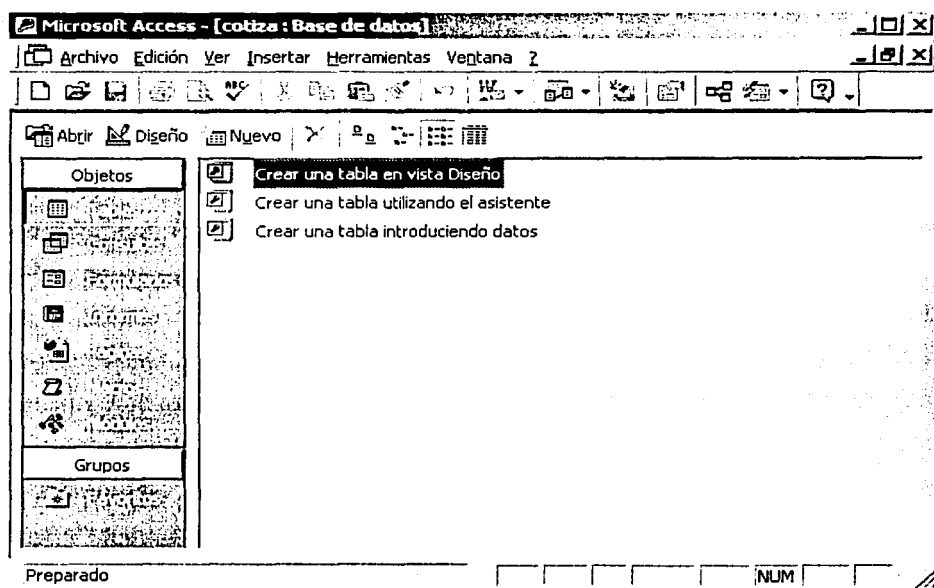 Microsoft Access - [cotiza : Base de datos]
Archivo Edición Ver Insertar Herramientas Ventana ?
Abrir Diseño Nuevo
Objetos
Crear una tabla en vista Diseño
Crear una tabla utilizando el asistente
Crear una tabla introduciendo datos
Grupos
Preparado
NUM